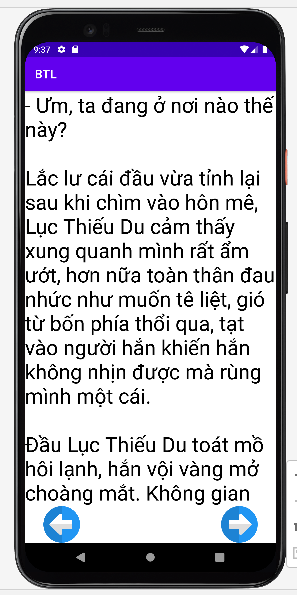 9:37
BTL
- Ưm, ta đang ở nơi nào thế
này?
Lắc lư cái đầu vừa tỉnh lại
sau khi chìm vào hôn mê,
Lục Thiếu Du cảm thấy
xung quanh mình rất ẩm
ướt, hơn nữa toàn thân đau
nhức như muốn tê liệt, gió
từ bốn phía thổi qua, tạt
vào người hắn khiến hắn
không nhịn được mà rùng
mình một cái.
Đầu Lục Thiếu Du toát mồ
hôi lạnh, hắn vội vàng mở
choàng mắt. Không gian